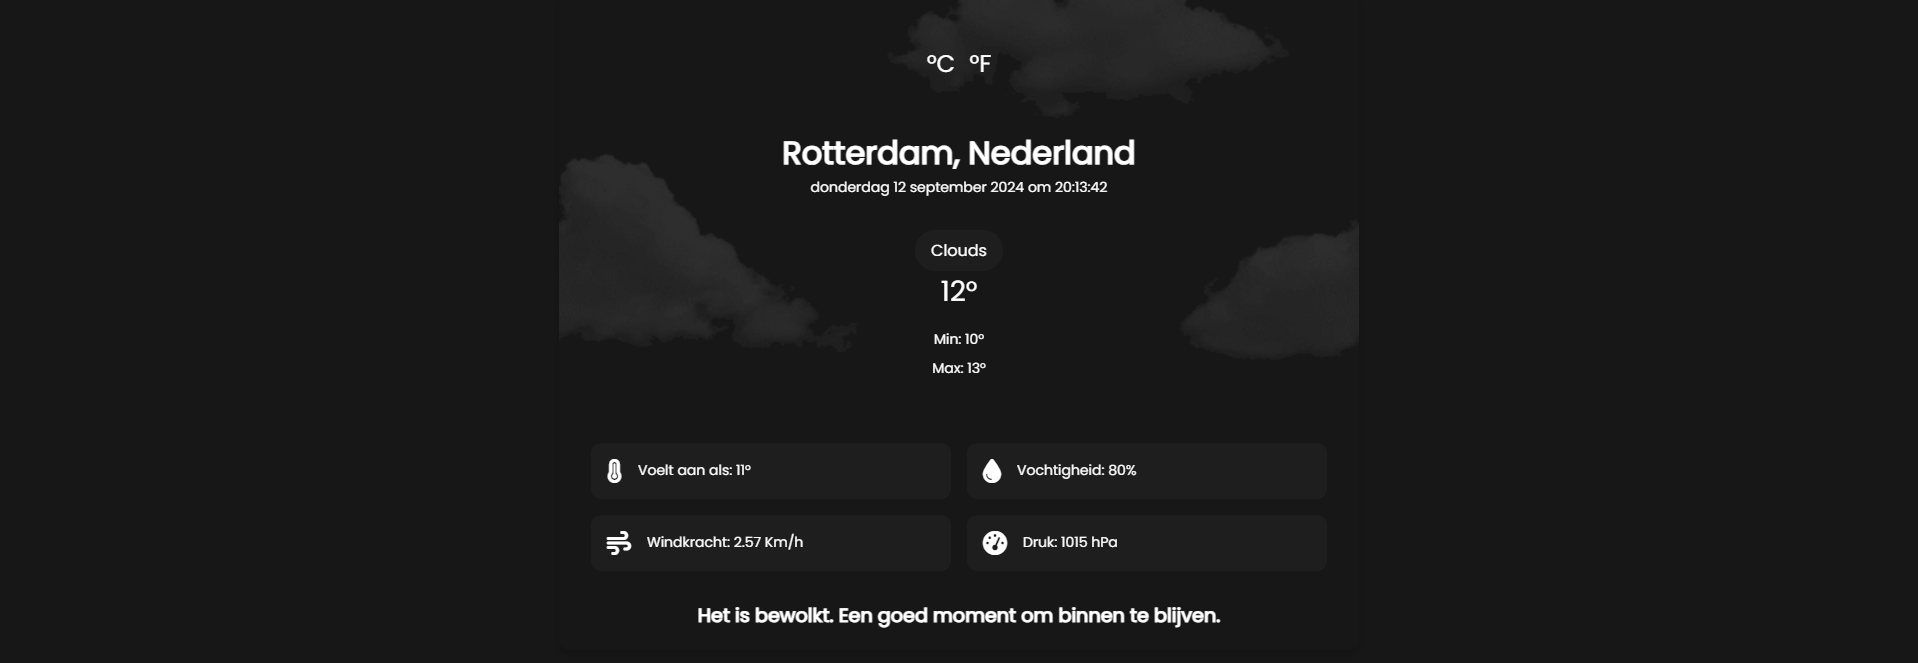 °C °F
Rotterdam, Nederland
donderdag 12 september 2024 om 20:13:42
Clouds
12°
Min: 10°
Max: 13°
Voelt aan als: 11°
Vochtigheid: 80%
Windkracht: 2.57 Km/h
Druk: 1015 hPa
Het is bewolkt. Een goed moment om binnen te blijven.